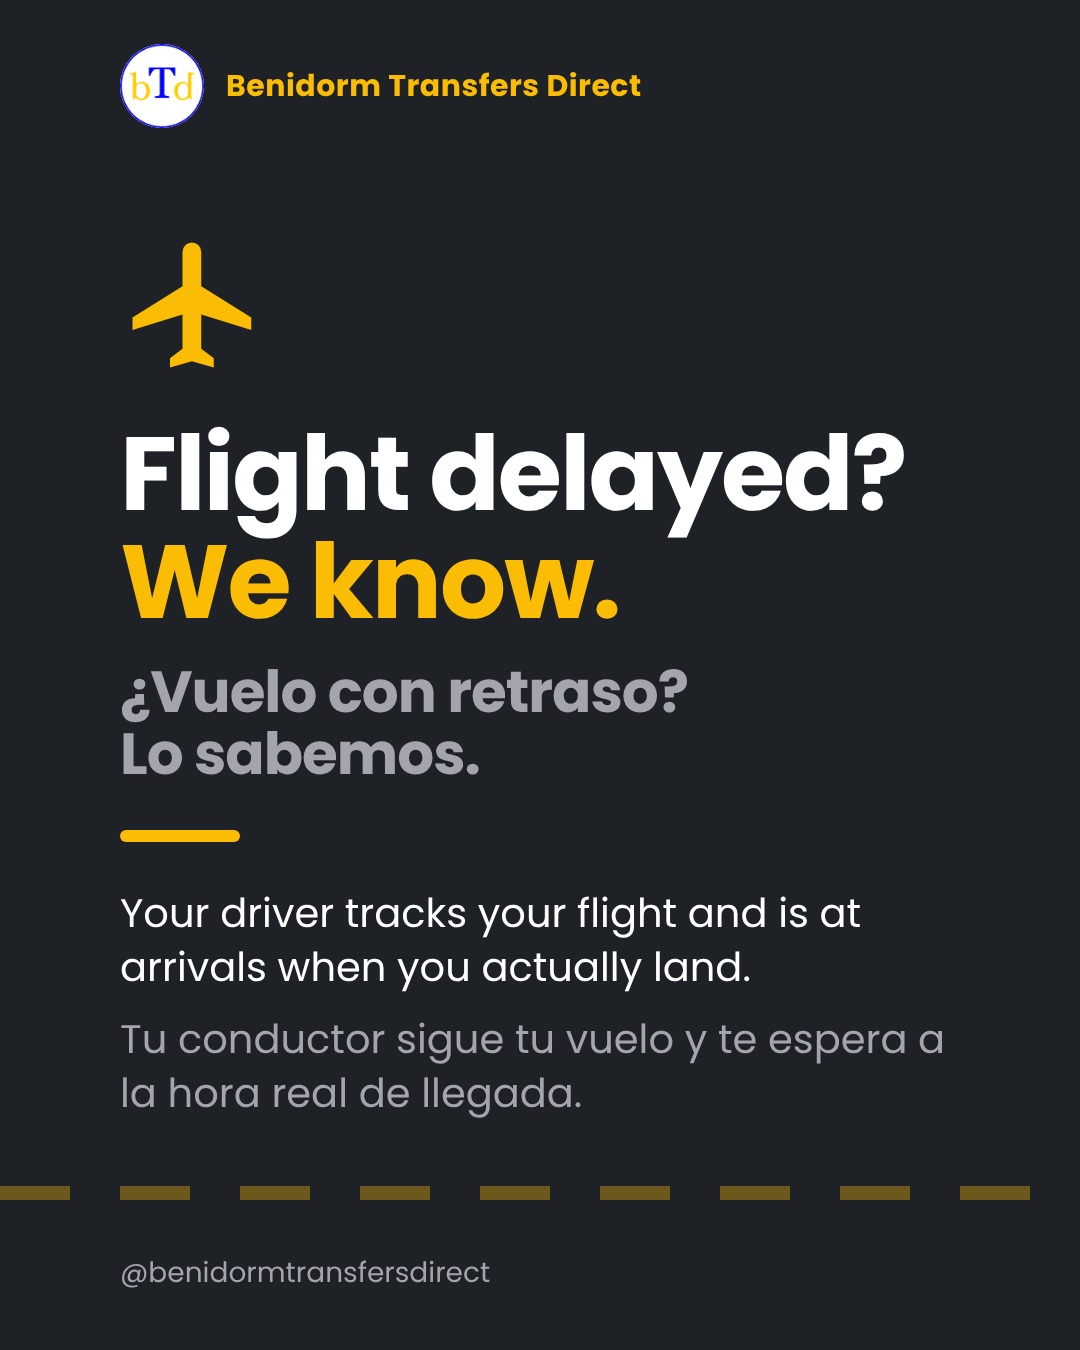 bTd
Benidorm Transfers Direct
Flight delayed?
We know.
¿Vuelo con retraso?
Lo sabemos.
Your driver tracks your flight and is at
arrivals when you actually land.
Tu conductor sigue tu vuelo y te espera a
la hora real de llegada.
@benidormtransfersdirect